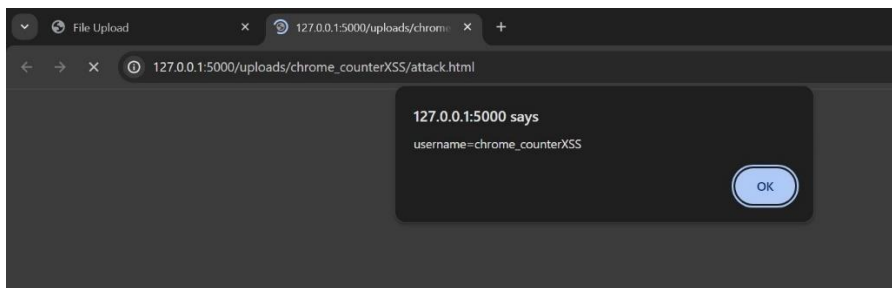 File Upload
127.0.0.1:5000/uploads/chrome
127.0.0.1:5000/uploads/chrome_counterXSS/attack.html
127.0.0.1:5000 says
username=chrome_counterXSS
OK